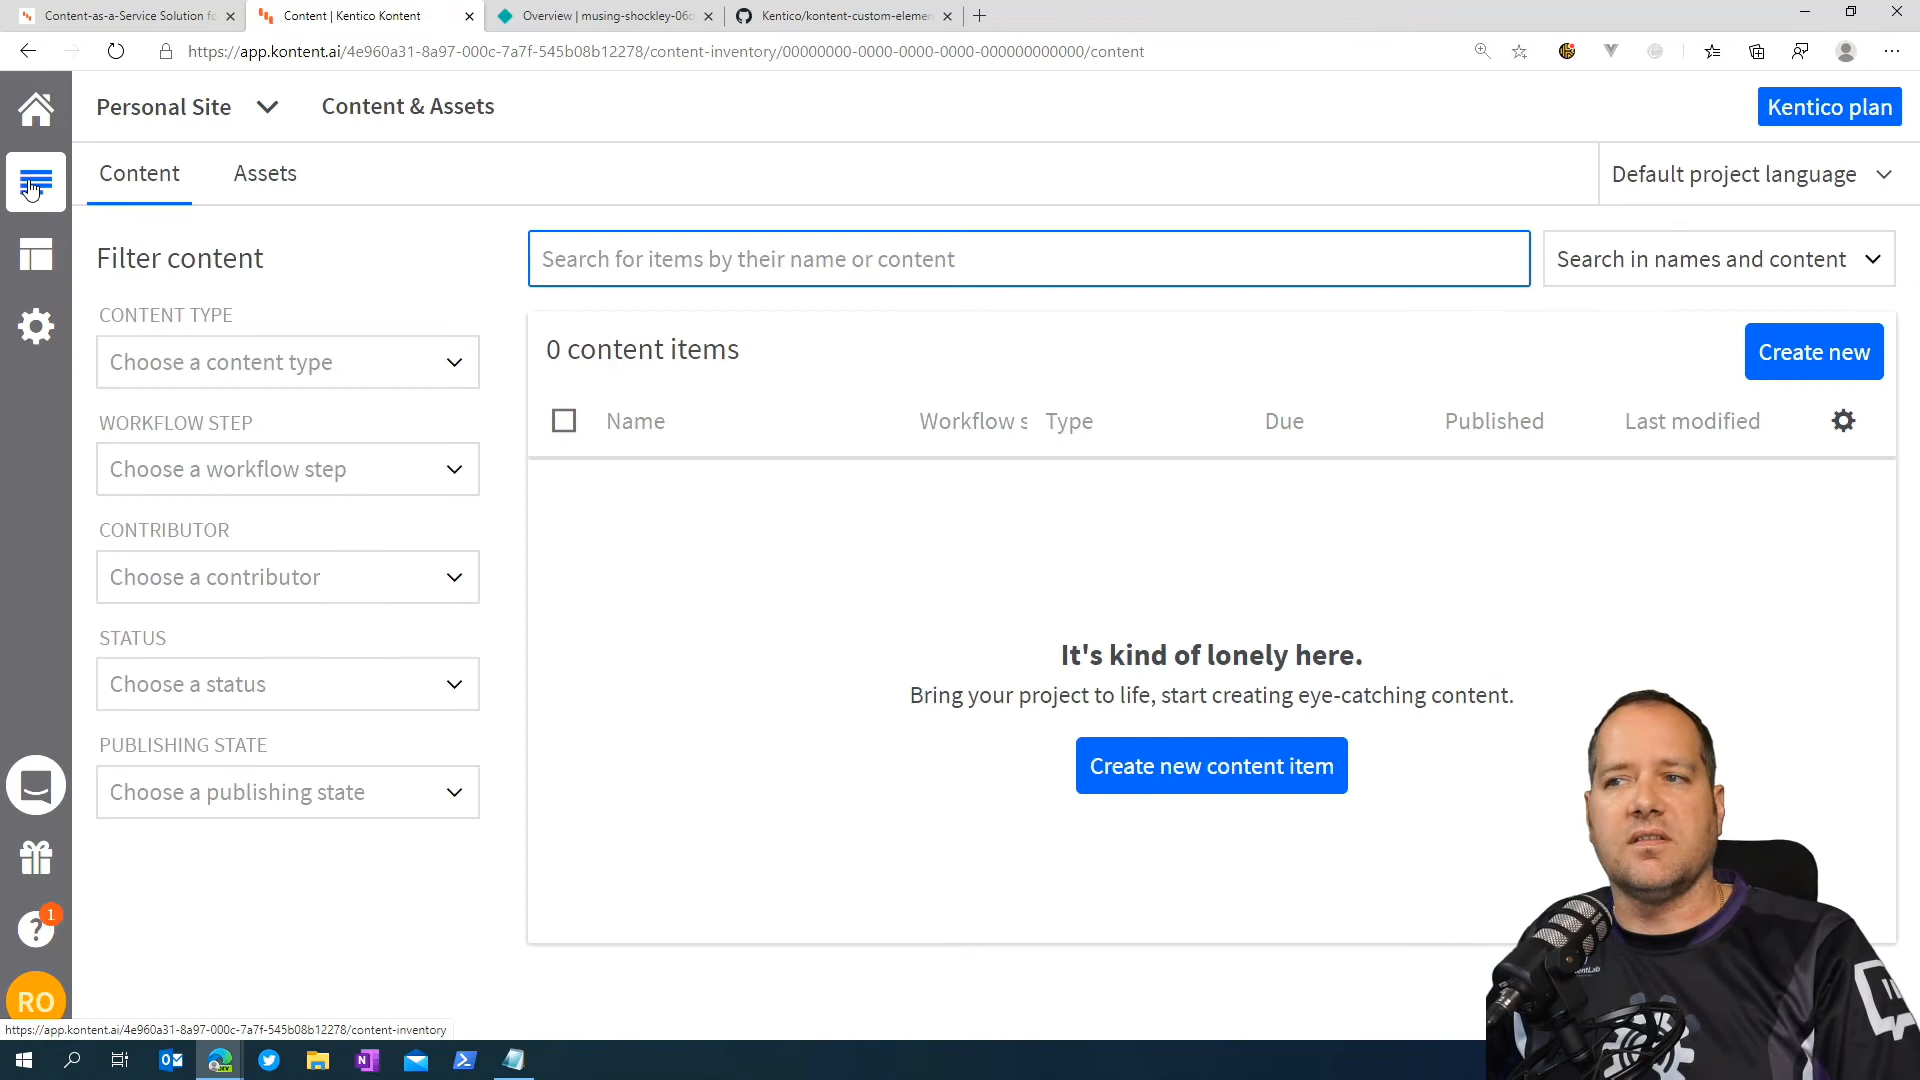 Content-as-a-Service Solution fo
Content | Kentico Kontent
Overview | musing-shockley-06c
Kentico/kontent-custom-elemen
https://app.kontent.ai/4e960a31-8a97-000c-7a7f-545b08b12278/content-inventory/00000000-0000-0000-0000-000000000000/content
Personal Site
Content & Assets
Kentico plan
Content
Assets
Default project language
Filter content
Search for items by their name or content
Search in names and content
CONTENT TYPE
Choose a content type
0 content items
Create new
Name
Workflow s
Type
Due
Published
Last modified
WORKFLOW STEP
Choose a workflow step
CONTRIBUTOR
Choose a contributor
STATUS
Choose a status
It's kind of lonely here.
Bring your project to life, start creating eye-catching content.
PUBLISHING STATE
Choose a publishing state
Create new content item
1
?
RO
https://app.kontent.ai/4e960a31-8a97-000c-7a7f-545b08b12278/content-inventory